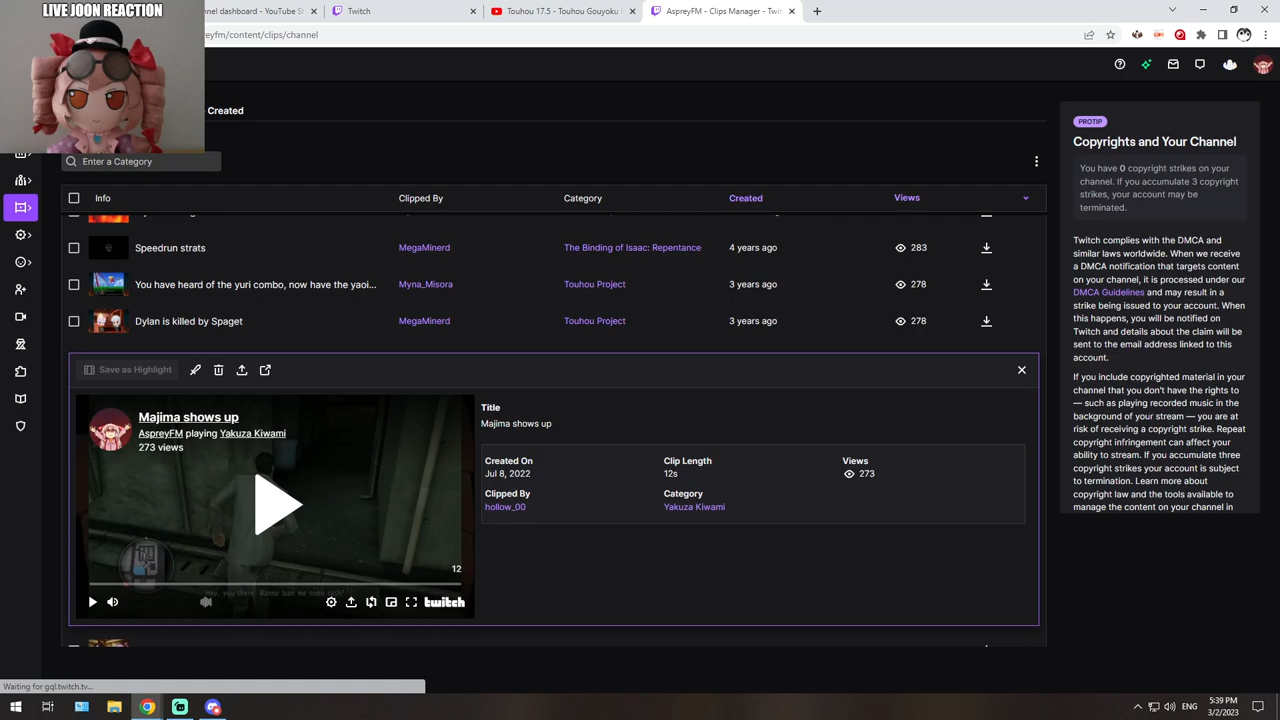 LIVE JOON REACTION
nnel dashboard - YouTube St
Twitch
Touhou 17.5 - Touhou Gouyoku I
AspreyFM - Clips Manager - Twit
eyfm/content/clips/channel
Created
Enter a Category
Info
Clipped By
Category
Created
Views
Speedrun strats
MegaMinerd
The Binding of Isaac: Repentance
4 years ago
283
You have heard of the yuri combo, now have the yaoi...
Myna_Misora
Touhou Project
3 years ago
278
Dylan is killed by Spaget
MegaMinerd
Touhou Project
3 years ago
278
Save as Highlight
Majima shows up
AspreyFM playing Yakuza Kiwami
273 views
12
Hey, you there. Wanna loan me some cash?
twitch
Title
Majima shows up
Created On
Jul 8, 2022
Clip Length
12s
Views
273
Clipped By
hollow_00
Category
Yakuza Kiwami
PROTIP
Copyrights and Your Channel
You have 0 copyright strikes on
your channel. If you accumulate 3 copyright
strikes, your account may be
terminated.
Twitch complies with the DMCA and
similar laws worldwide. When we receive
a DMCA notification that targets content
on your channel, it is processed under our
DMCA Guidelines and may result in a
strike being issued to your account. When
this happens, you will be notified on
Twitch and details about the claim will be
sent to the email address linked to this
account.
If you include copyrighted material in your
channel that you don't have the rights to
— such as playing recorded music in the
background of your stream — you are at
risk of receiving a copyright strike. Repeat
copyright infringement can affect your
ability to stream. If you accumulate three
copyright strikes your account is subject
to termination. Learn more about
copyright law and the tools available to
manage the content on your channel in
Waiting for gql.twitch.tv...
5:39 PM
3/2/2023